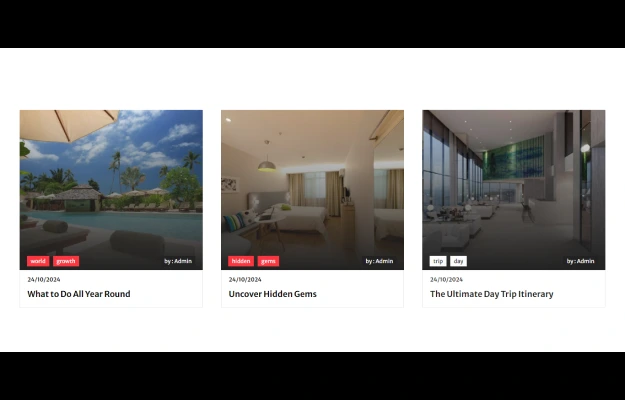 world growth by: Admin
24/10/2024
What to Do All Year Round
hidden gems by: Admin
24/10/2024
Uncover Hidden Gems
trip day by: Admin
24/10/2024
The Ultimate Day Trip Itinerary